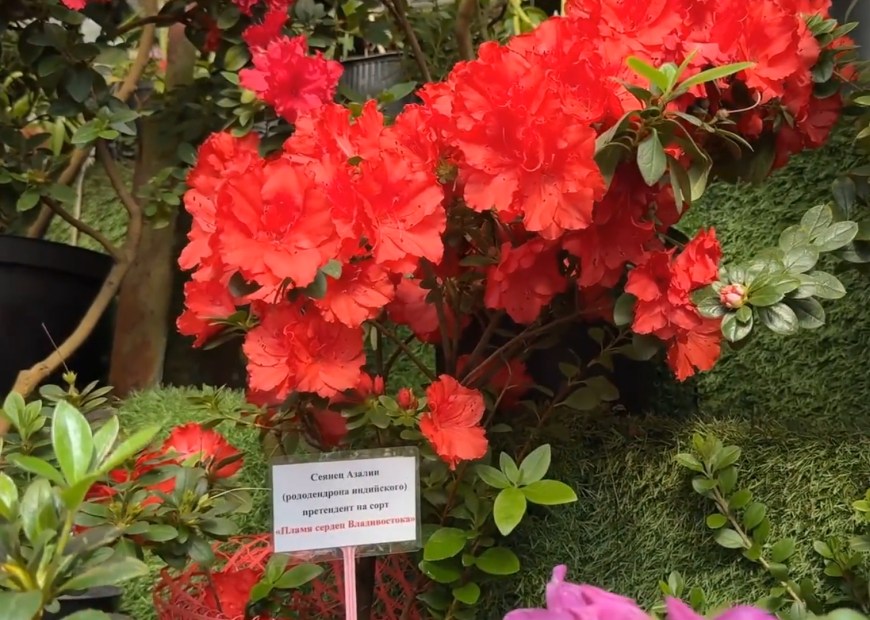 Сеянец Азалии
(рододендрона индийского)
претендент на сорт
«Пламя сердец Владивостока»